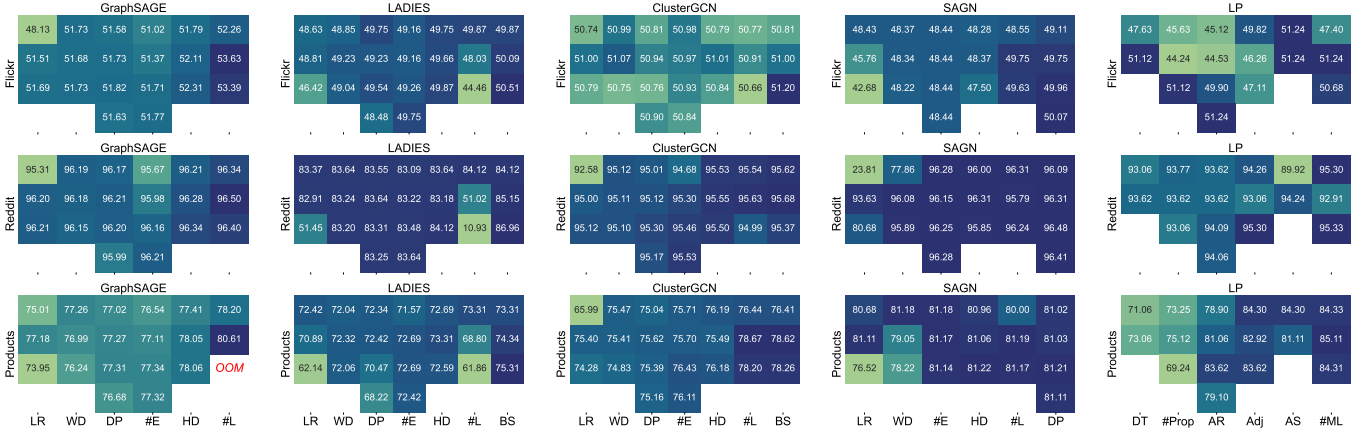 GraphSAGE LADIES ClusterGCN SAGN LP
48.13 51.73 51.58 51.02 51.79 52.26 48.63 48.85 49.75 49.16 49.75 49.87 49.87 50.74 50.99 50.81 50.98 50.79 50.77 50.81 48.43 48.37 48.44 48.28 48.55 49.11 47.63 45.63 45.12 49.82 51.24 47.40
Flickr 51.51 51.68 51.73 51.37 52.11 53.63 Flickr 48.81 49.23 49.23 49.16 49.66 48.03 50.09 Flickr 51.00 51.07 50.94 50.97 51.01 50.91 51.00 Flickr 45.76 48.34 48.44 48.37 49.75 49.75 Flickr 51.12 44.24 44.53 46.26 51.24 51.24
51.69 51.73 51.82 51.71 52.31 53.39 46.42 49.04 49.54 49.26 49.87 44.46 50.51 50.79 50.75 50.76 50.93 50.84 50.66 51.20 42.68 48.22 48.44 47.50 49.63 49.96 51.12 49.90 47.11 50.68
51.63 51.77 48.48 49.75 50.90 50.84 48.44 50.07 51.24
GraphSAGE LADIES ClusterGCN SAGN LP
95.31 96.19 96.17 95.67 96.21 96.34 83.37 83.64 83.55 83.09 83.64 84.12 84.12 92.58 95.12 95.01 94.68 95.53 95.54 95.62 23.81 77.86 96.28 96.00 96.31 96.09 93.06 93.77 93.62 94.26 89.92 95.30
Reddit 96.20 96.18 96.21 95.98 96.28 96.50 Reddit 82.91 83.24 83.64 83.22 83.18 51.02 85.15 Reddit 95.00 95.11 95.12 95.30 95.55 95.63 95.68 Reddit 93.63 96.08 96.15 96.31 95.79 96.31 Reddit 93.62 93.62 93.62 93.06 94.24 92.91
96.21 96.15 96.20 96.16 96.34 96.40 51.45 83.20 83.31 83.48 84.12 10.93 86.96 95.12 95.10 95.30 95.46 95.50 94.99 95.37 80.68 95.89 96.25 95.85 96.24 96.48 93.06 94.09 95.30 95.33
95.99 96.21 83.25 83.64 95.17 95.53 96.28 96.41 94.06
GraphSAGE LADIES ClusterGCN SAGN LP
75.01 77.26 77.02 76.54 77.41 78.20 72.42 72.04 72.34 71.57 72.69 73.31 73.31 65.99 75.47 75.04 75.71 76.19 76.44 76.41 80.68 81.18 81.18 80.96 80.00 81.02 71.06 73.25 78.90 84.30 84.30 84.33
Products 77.18 76.99 77.27 77.11 78.05 80.61 Products 70.89 72.32 72.42 72.69 73.31 68.80 74.34 Products 75.40 75.41 75.62 75.70 75.49 78.67 78.62 Products 81.11 79.05 81.17 81.06 81.19 81.03 Products 73.06 75.12 81.06 82.92 81.11 85.11
73.95 76.24 77.31 77.34 78.06 OOM 62.14 72.06 70.47 72.69 72.59 61.86 75.31 74.28 74.83 75.39 76.43 76.18 78.20 78.26 76.52 78.22 81.14 81.22 81.17 81.21 69.24 83.62 83.62 84.31
76.68 77.32 68.22 72.42 75.16 76.11 81.11 79.10
LR WD DP #E HD #L LR WD DP #E HD #L BS LR WD DP #E HD #L BS LR WD #E HD #L DP DT #Prop AR Adj AS #ML